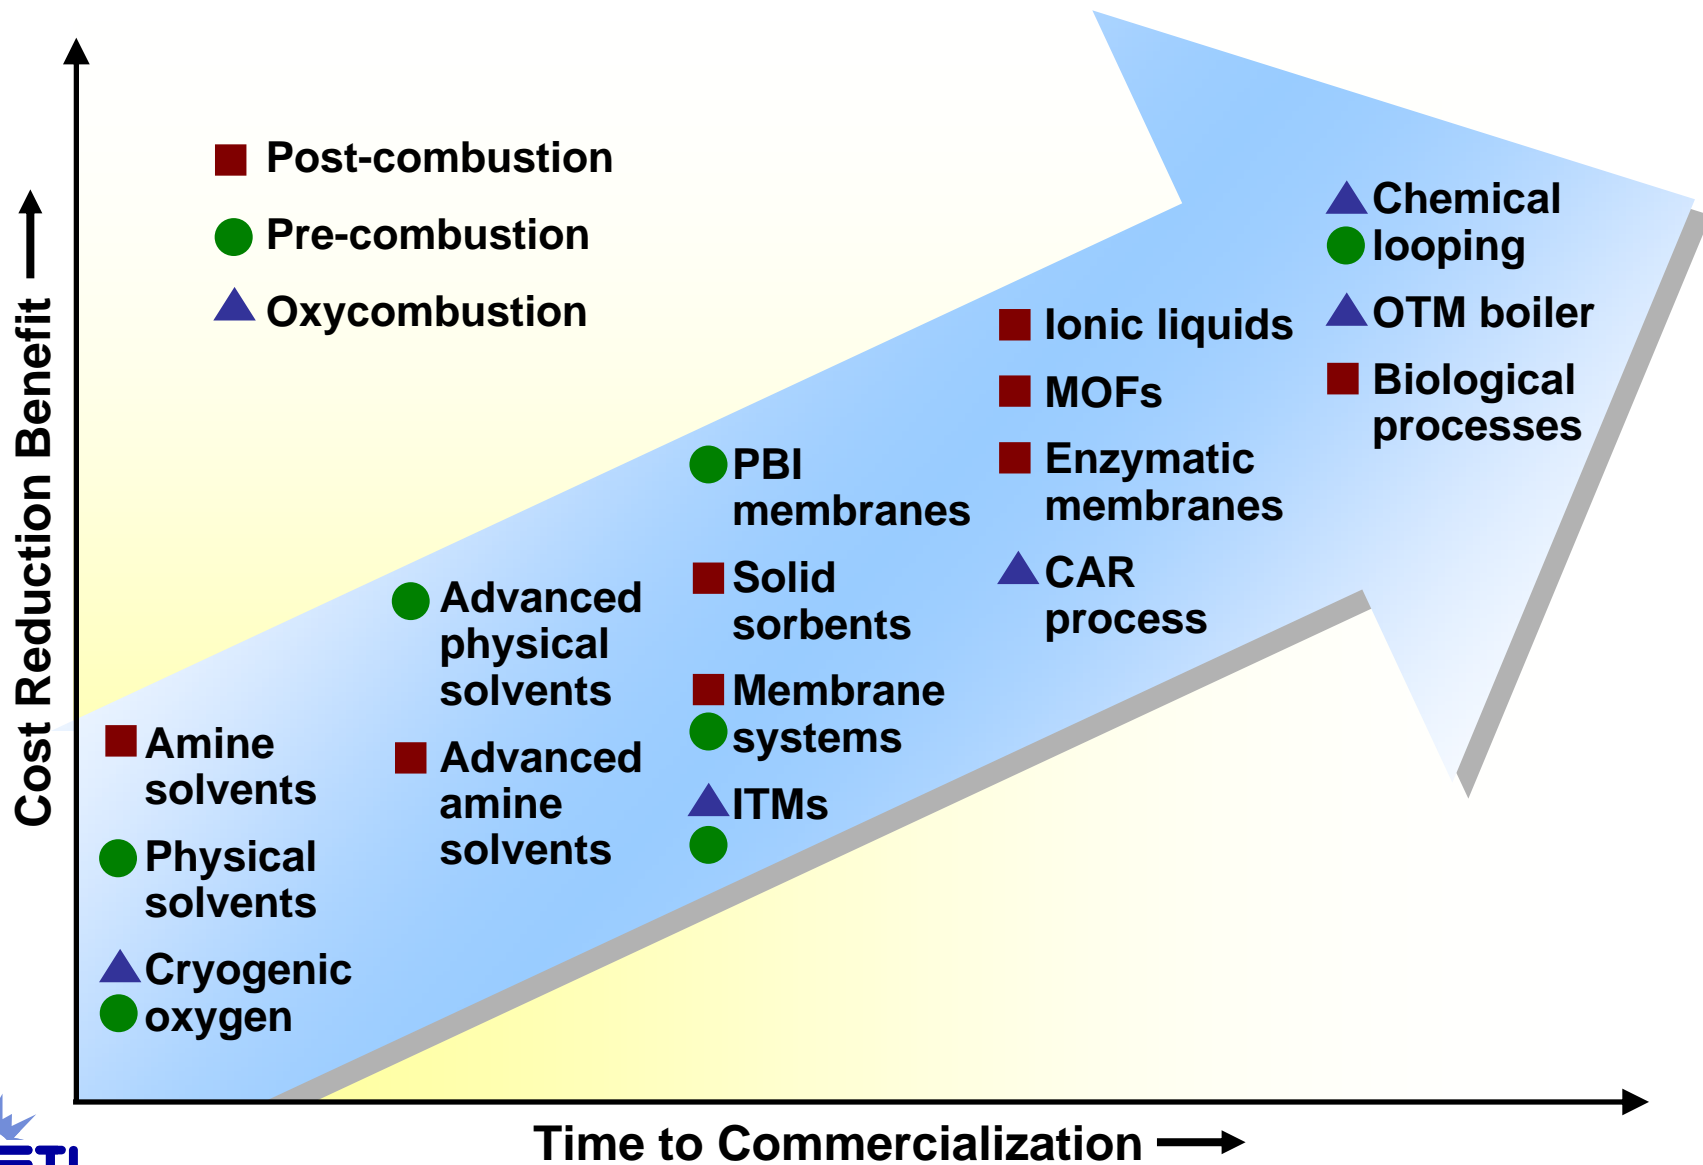 Post-combustion
Pre-combustion
Oxycombustion
Cost Reduction Benefit
Amine
solvents
Physical
solvents
Cryogenic
oxygen
Advanced
physical
solvents
Advanced
amine
solvents
PBI
membranes
Solid
sorbents
Membrane
systems
ITMs
Ionic liquids
MOFs
Enzymatic
membranes
CAR
process
Chemical
looping
OTM boiler
Biological
processes
Time to Commercialization